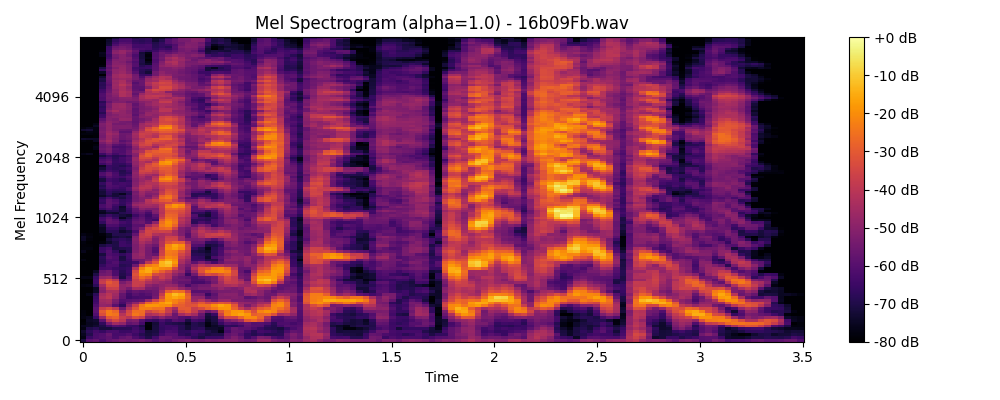 Mel Spectrogram (alpha=1.0) - 16b09Fb.wav
+0 dB
-10 dB
-20 dB
-30 dB
-40 dB
-50 dB
-60 dB
-70 dB
-80 dB
Mel Frequency
4096
2048
1024
512
0
0 0.5 1 1.5 2 2.5 3 3.5
Time